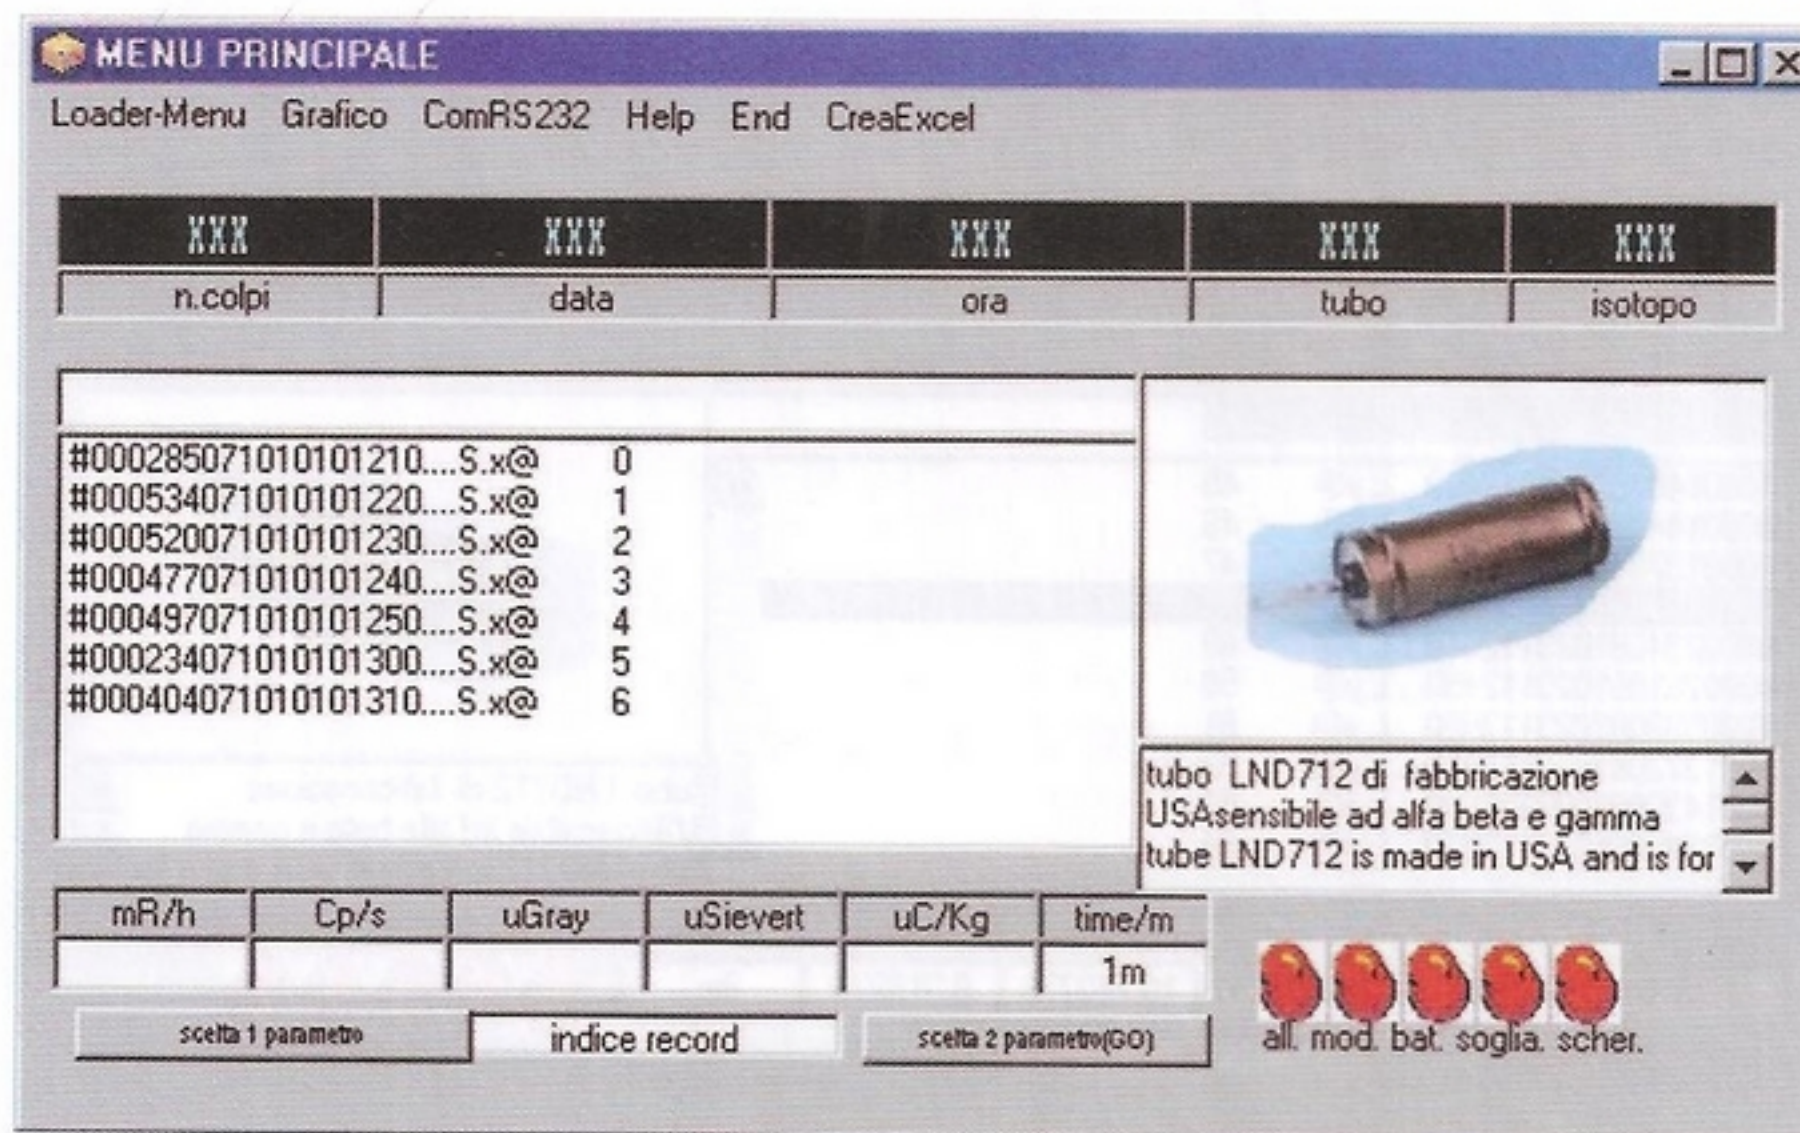 MENU PRINCIPALE
Loader-Menu Grafico ComRS232 Help End CreaExcel
XXX XXX XXX XXX XXX
n.colpi data ora tubo isotopo
#000285071010101210....S.x@ 0
#000534071010101220....S.x@ 1
#000520071010101230....S.x@ 2
#000477071010101240....S.x@ 3
#000497071010101250....S.x@ 4
#000234071010101300....S.x@ 5
#000404071010101310....S.x@ 6
tubo LND712 di fabbricazione
USAsensibile ad alfa beta e gamma
tube LND712 is made in USA and is for
mR/h Cp/s uGray uSievert uC/Kg time/m
1m
scelta 1 parametro indice record scelta 2 parametro(GO)
all. mod. bat. soglia. scher.